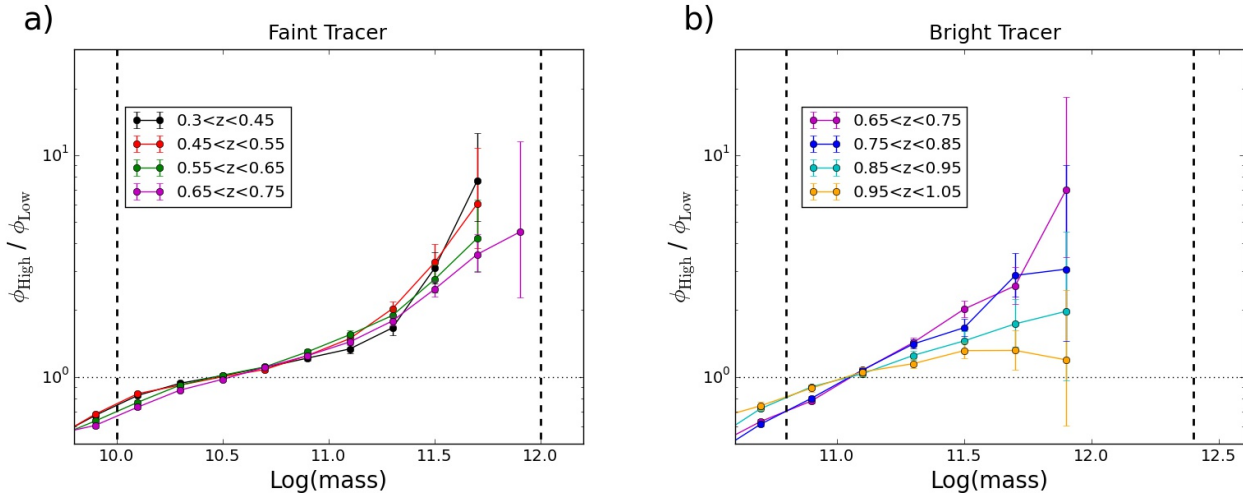 a)
Faint Tracer
ϕHigh / ϕLow
10¹
10⁰
0.3<z<0.45
0.45<z<0.55
0.55<z<0.65
0.65<z<0.75
10.0 10.5 11.0 11.5 12.0
Log(mass)
b)
Bright Tracer
ϕHigh / ϕLow
10¹
10⁰
0.65<z<0.75
0.75<z<0.85
0.85<z<0.95
0.95<z<1.05
11.0 11.5 12.0 12.5
Log(mass)